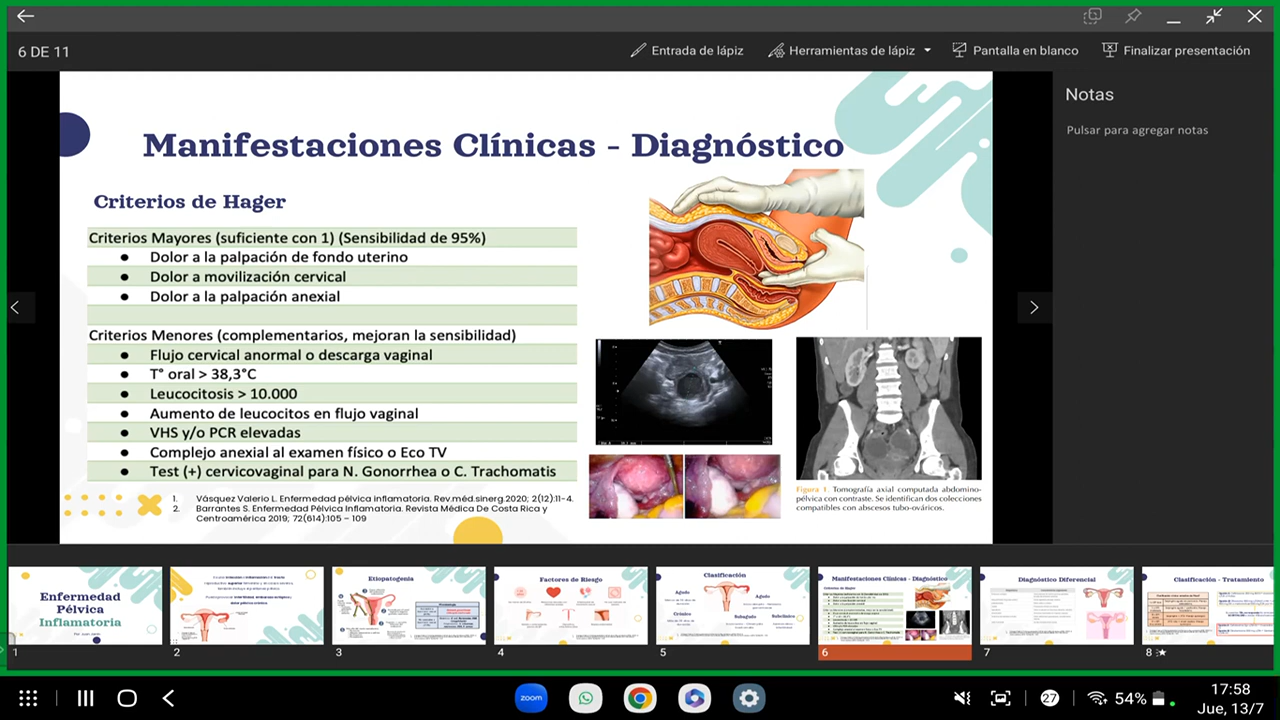 6 DE 11
Entrada de lápiz
Herramientas de lápiz
Pantalla en blanco
Finalizar presentación
Notas
Pulsar para agregar notas
Manifestaciones Clínicas - Diagnóstico
Criterios de Hager
Criterios Mayores (suficiente con 1) (Sensibilidad de 95%)
● Dolor a la palpación de fondo uterino
● Dolor a movilización cervical
● Dolor a la palpación anexial
Criterios Menores (complementarios, mejoran la sensibilidad)
● Flujo cervical anormal o descarga vaginal
● T° oral > 38,3°C
● Leucocitosis > 10.000
● Aumento de leucocitos en flujo vaginal
● VHS y/o PCR elevadas
● Complejo anexial al examen físico o Eco TV
● Test (+) cervicovaginal para N. Gonorrhea o C. Trachomatis
1. Vásquez Valerio L. Enfermedad pélvica inflamatoria. Rev.méd.sinerg.2020; 2(12):11-4.
2. Barrantes S. Enfermedad Pélvica Inflamatoria. Revista Médica De Costa Rica y
Centroamérica 2019; 72(614):105 – 109
Figura 1. Tomografía axial computada abdomino-
pélvica con contraste. Se identifican dos colecciones
compatibles con abscesos tubo-ováricos.
Enfermedad
Pélvica
Inflamatoria
Etiopatogenia
Factores de Riesgo
Clasificación
Agudo
Crónico
Agudo
Subagudo
Manifestaciones Clínicas - Diagnóstico
Diagnóstico Diferencial
Clasificación - Tratamiento
1
2
3
4
5
6
7
8
zoom
27
54%
17:58
Jue, 13/7